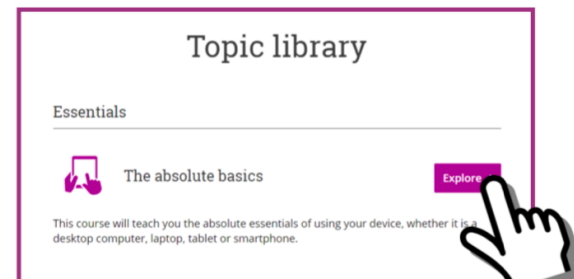 Topic library
Essentials
The absolute basics
Explore
This course will teach you the absolute essentials of using your device, whether it is a
desktop computer, laptop, tablet or smartphone.